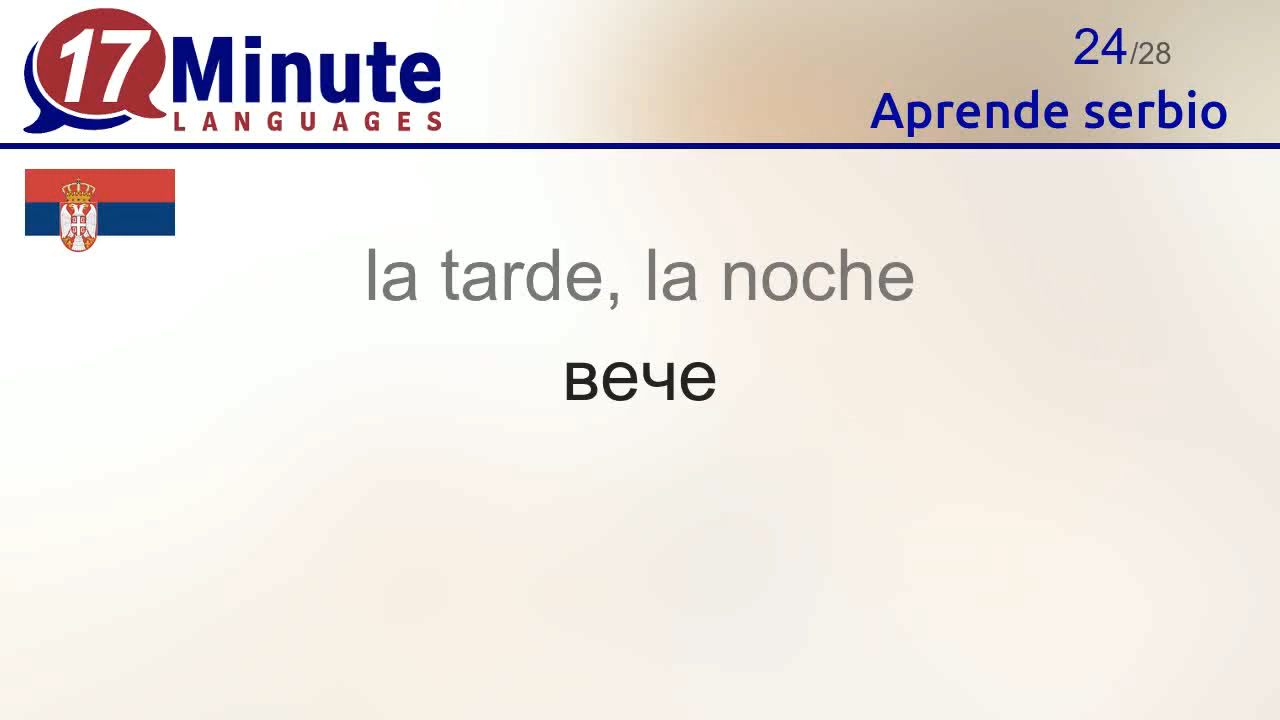 17 Minute
LANGUAGES
24/28
Aprende serbio
la tarde, la noche
вече